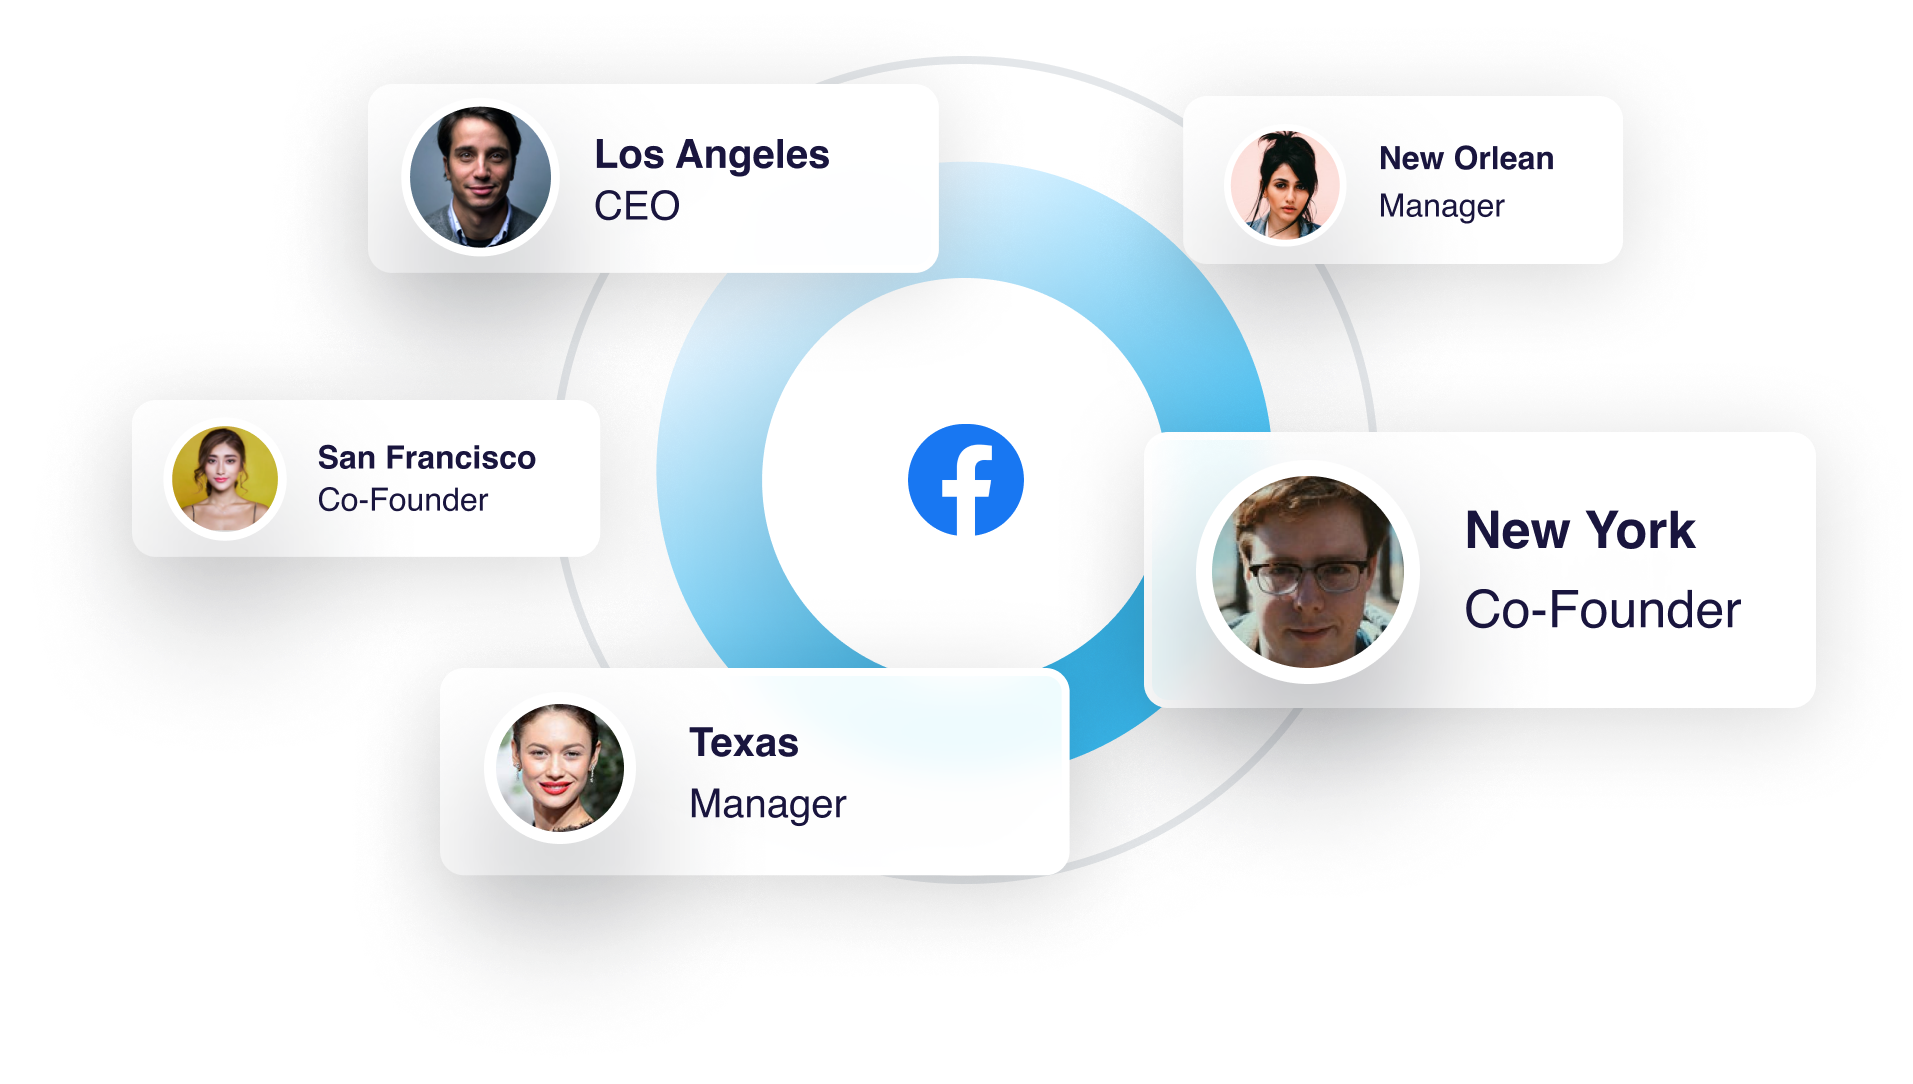 Los Angeles
CEO
New Orlean
Manager
San Francisco
Co-Founder
New York
Co-Founder
Texas
Manager